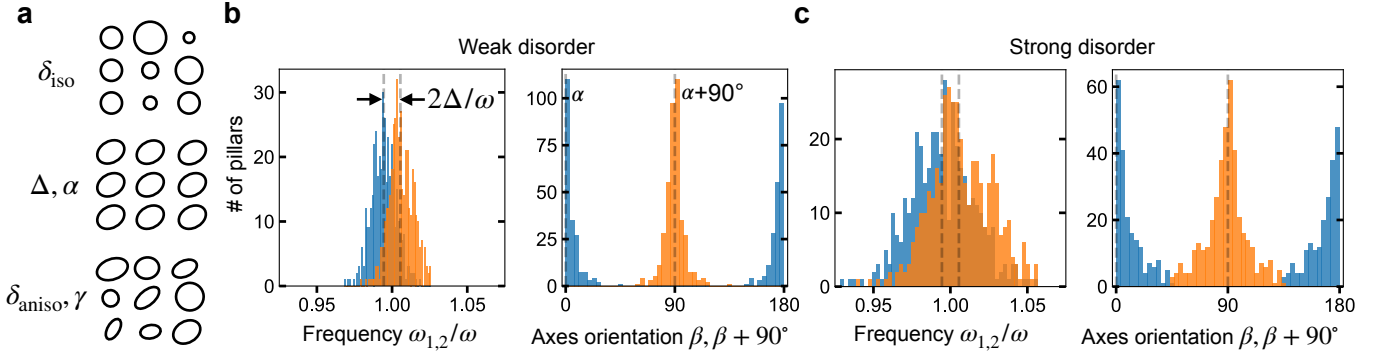 a
δiso
Δ, α
δaniso, γ
b
Weak disorder
# of pillars
30
20
10
0
0.95
1.00
1.05
2Δ/ω
Frequency ω1,2/ω
100
75
50
25
0
0
90
180
α
α+90°
Axes orientation β, β + 90°
c
Strong disorder
20
10
0
0.95
1.00
1.05
Frequency ω1,2/ω
60
40
20
0
0
90
180
Axes orientation β, β + 90°